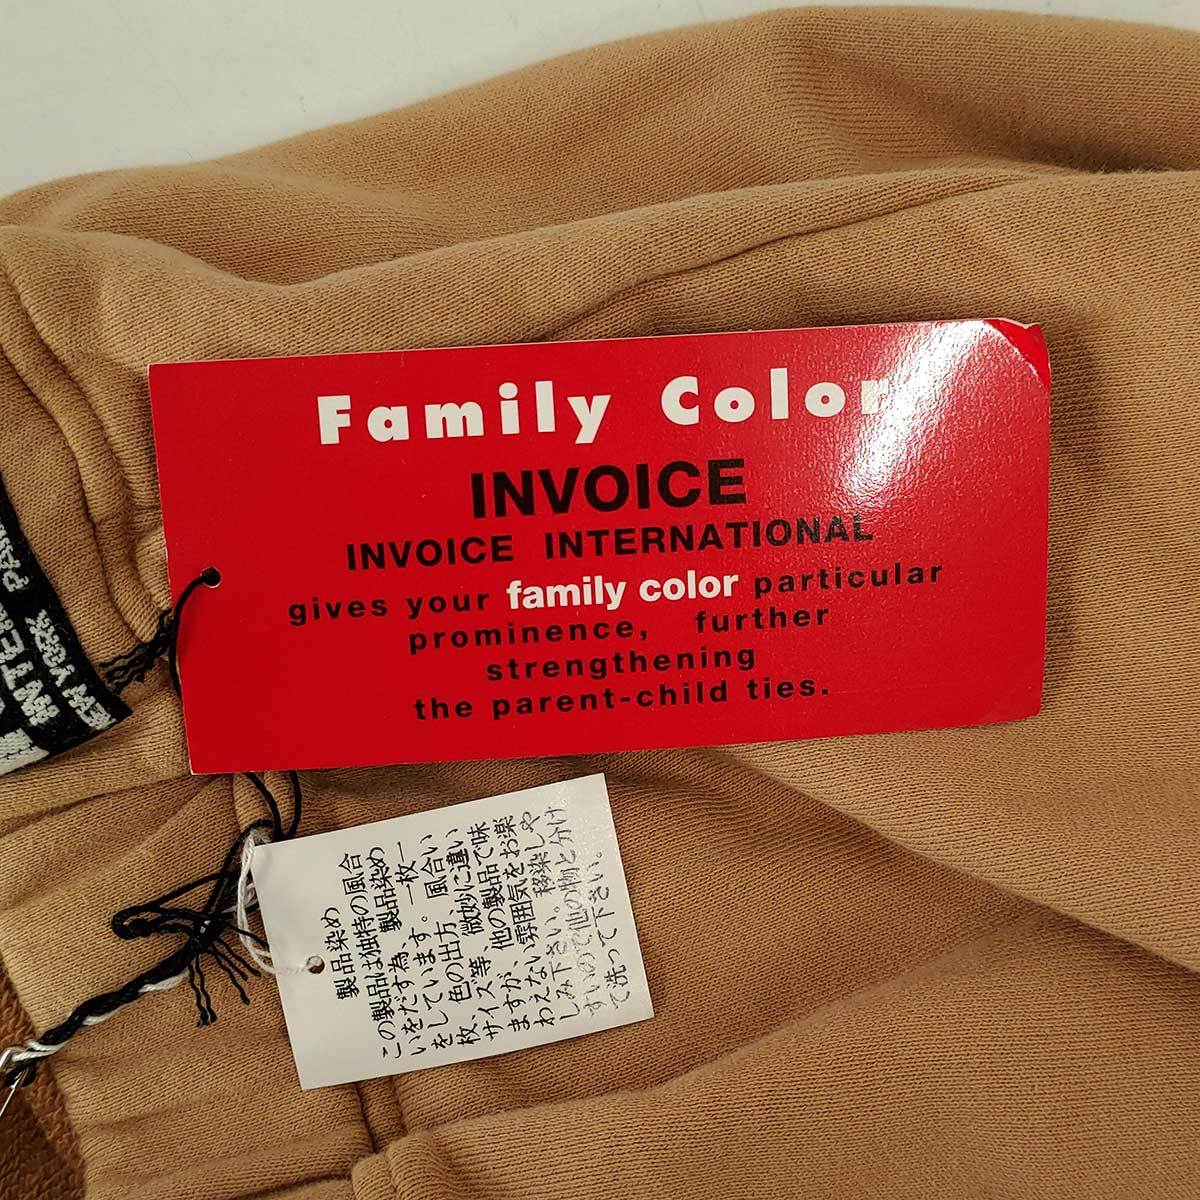 Family Color
INVOICE
INVOICE INTERNATIONAL
gives your family color particular
prominence, further
strengthening
the parent-child ties.
製品染め
この製品は独特の風合
いをだす為、製品染め
をしています。一枚一
枚、色の出方、風合い
サイズ等、微妙に違い
ますが、他の製品で味
わえない雰囲気をお楽
しみ下さい。移染しや
すいので他の物と分け
て洗って下さい。